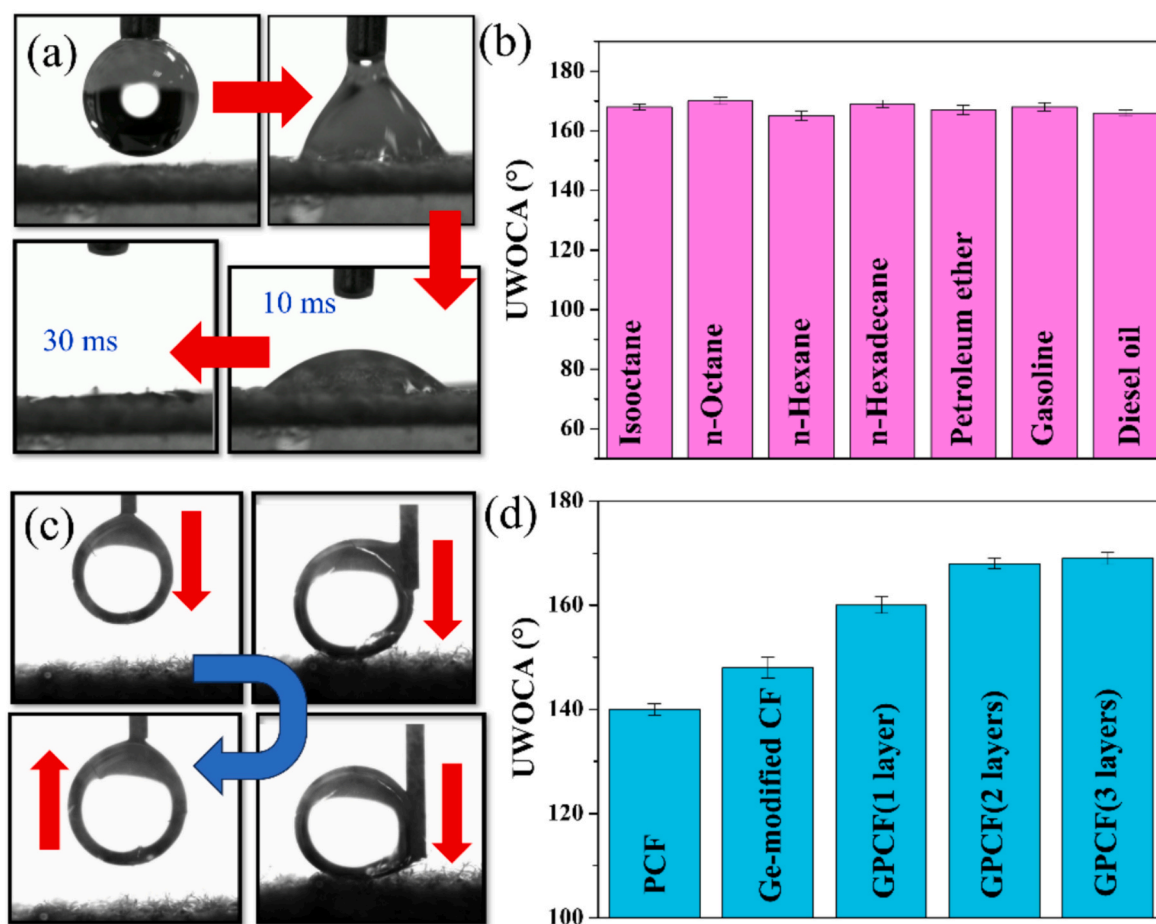 (a)
10 ms
30 ms
(b)
UWOCA (°)
180
160
140
120
100
80
60
Isooctane
n-Octane
n-Hexane
n-Hexadecane
Petroleum ether
Gasoline
Diesel oil
(c)
(d)
UWOCA (°)
180
160
140
120
100
PCF
Ge-modified CF
GPCF(1 layer)
GPCF(2 layers)
GPCF(3 layers)